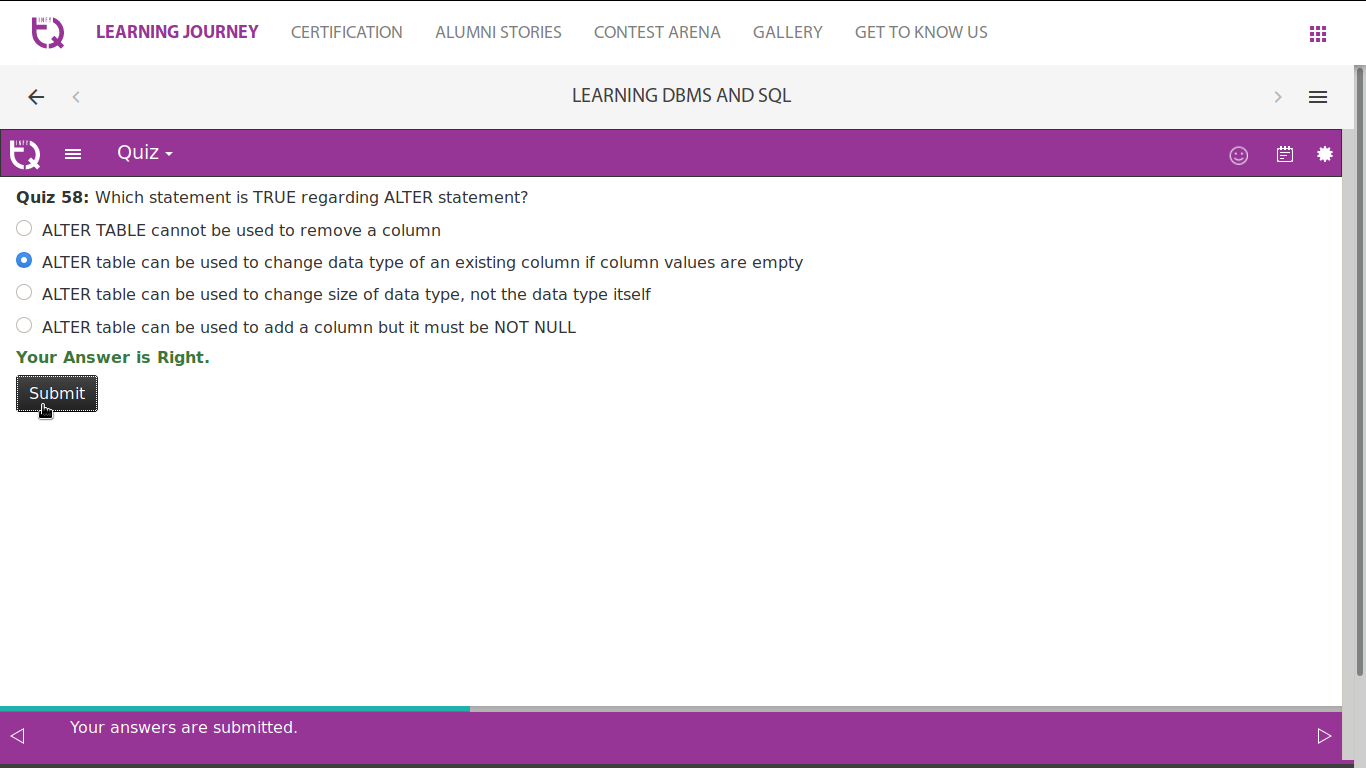 INFY
TQ
LEARNING JOURNEY
CERTIFICATION
ALUMNI STORIES
CONTEST ARENA
GALLERY
GET TO KNOW US
LEARNING DBMS AND SQL
INFY
TQ
Quiz
Quiz 58: Which statement is TRUE regarding ALTER statement?
ALTER TABLE cannot be used to remove a column
ALTER table can be used to change data type of an existing column if column values are empty
ALTER table can be used to change size of data type, not the data type itself
ALTER table can be used to add a column but it must be NOT NULL
Your Answer is Right.
Submit
Your answers are submitted.